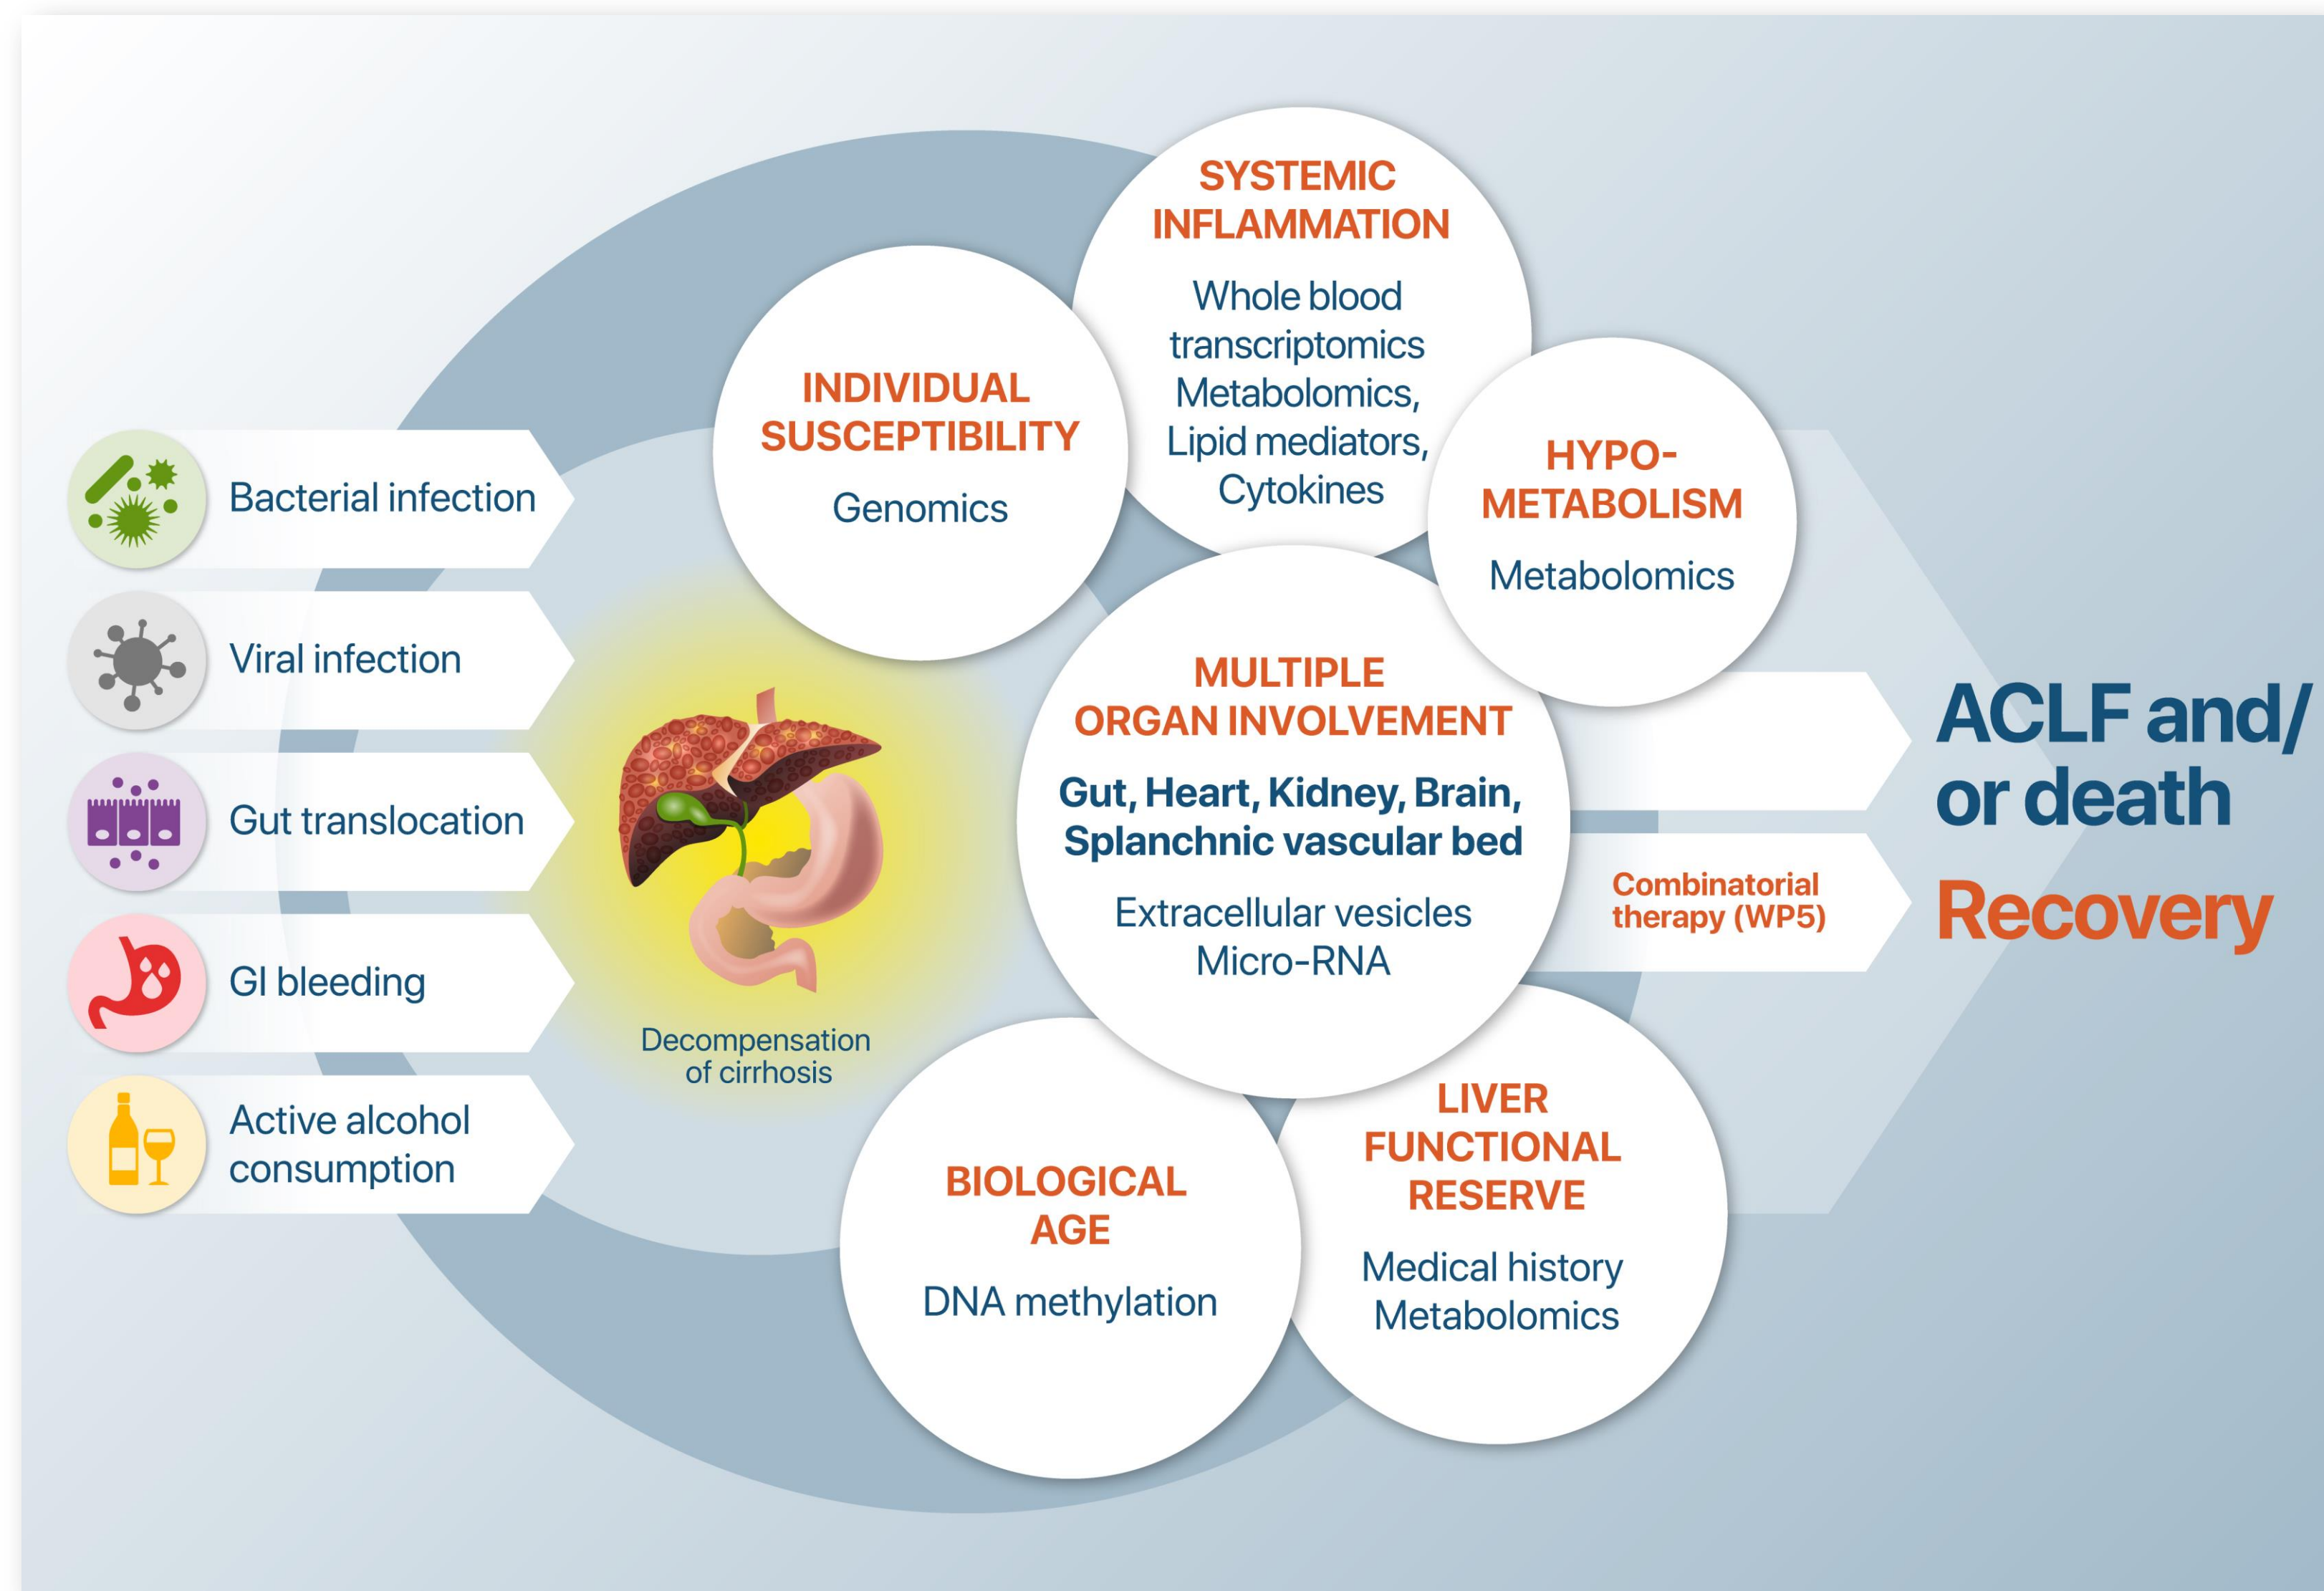 Bacterial infection
Viral infection
Gut translocation
GI bleeding
Active alcohol
consumption
Decompensation
of cirrhosis
INDIVIDUAL
SUSCEPTIBILITY
Genomics
SYSTEMIC
INFLAMMATION
Whole blood
transcriptomics
Metabolomics,
Lipid mediators,
Cytokines
HYPO-
METABOLISM
Metabolomics
MULTIPLE
ORGAN INVOLVEMENT
Gut, Heart, Kidney, Brain,
Splanchnic vascular bed
Extracellular vesicles
Micro-RNA
BIOLOGICAL
AGE
DNA methylation
LIVER
FUNCTIONAL
RESERVE
Medical history
Metabolomics
Combinatorial
therapy (WP5)
ACLF and/
or death
Recovery